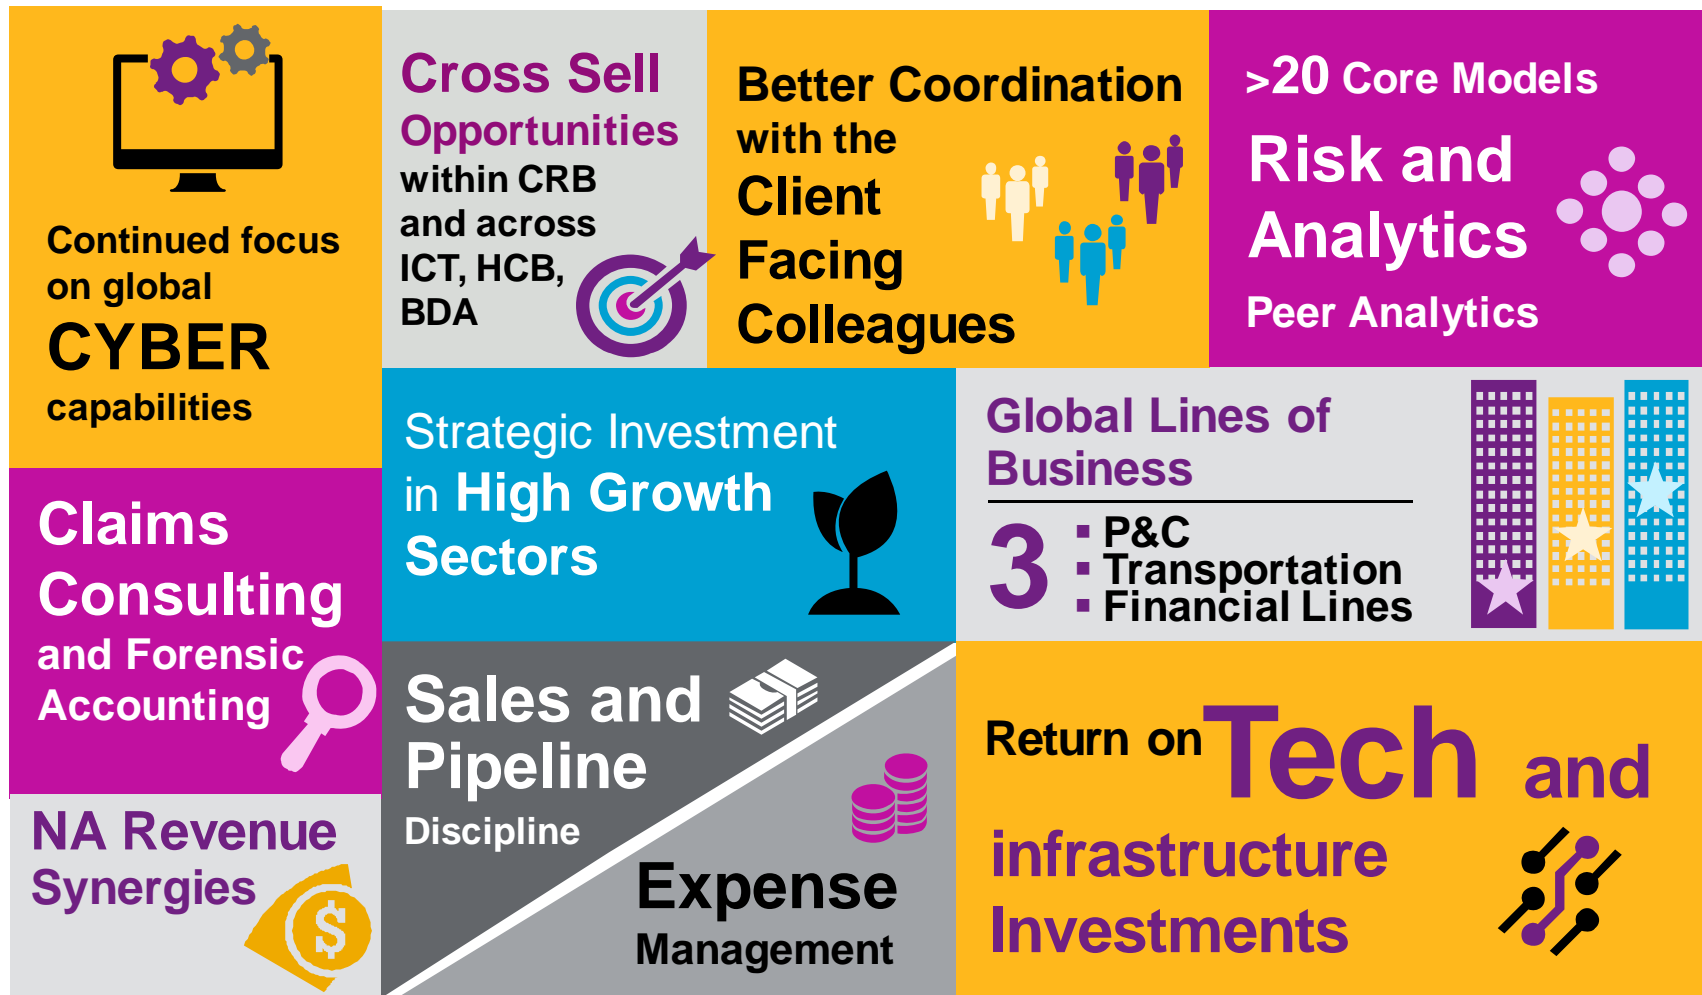 Continued focus
on global
CYBER
capabilities
Cross Sell
Opportunities
within CRB
and across
ICT, HCB,
BDA
Better Coordination
with the
Client
Facing
Colleagues
>20 Core Models
Risk and
Analytics
Peer Analytics
Claims
Consulting
and Forensic
Accounting
Strategic Investment
in High Growth
Sectors
Global Lines of
Business
3
▪ P&C
▪ Transportation
▪ Financial Lines
NA Revenue
Synergies
$
Sales and
Pipeline
Discipline
Expense
Management
Return on Tech and
infrastructure
Investments